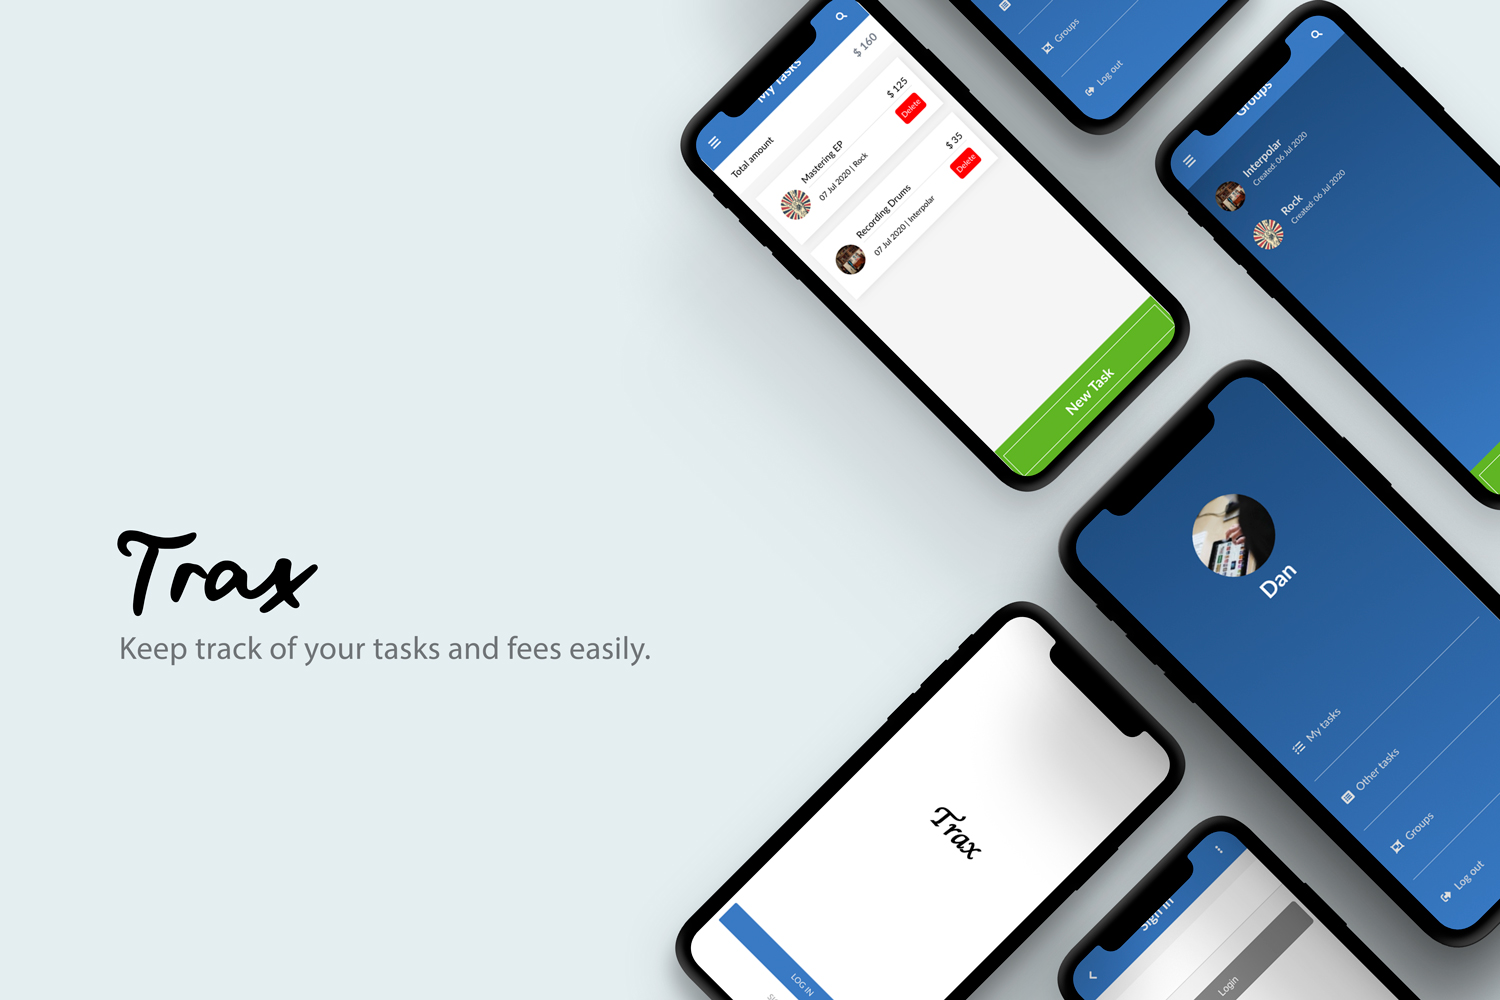 Trax
Keep track of your tasks and fees easily.
My Tasks
Total amount
$ 160
Mastering EP
$ 125
07 Jul 2020 | Rock
Delete
Recording Drums
$ 35
07 Jul 2020 | Interpolar
Delete
New Task
Groups
Log out
Groups
Interpolar
Created: 06 Jul 2020
Rock
Created: 06 Jul 2020
Dan
My tasks
Other tasks
Groups
Log out
Trax
LOG IN
Sign in
Login